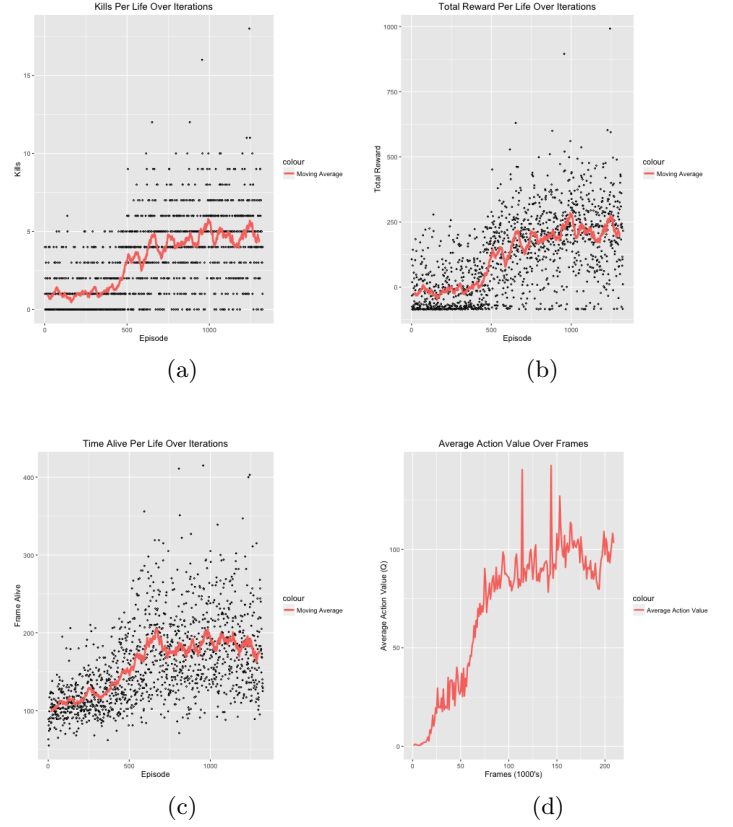 Kills Per Life Over Iterations
15
10
5
0
Kills
0
500
1000
Episode
colour
Moving Average
(a)
Total Reward Per Life Over Iterations
1000
750
500
250
0
Total Reward
0
500
1000
Episode
colour
Moving Average
(b)
Time Alive Per Life Over Iterations
400
300
200
100
Frame Alive
0
500
1000
Episode
colour
Moving Average
(c)
Average Action Value Over Frames
100
50
0
Average Action Value (Q)
0
50
100
150
200
Frames (1000's)
colour
Average Action Value
(d)